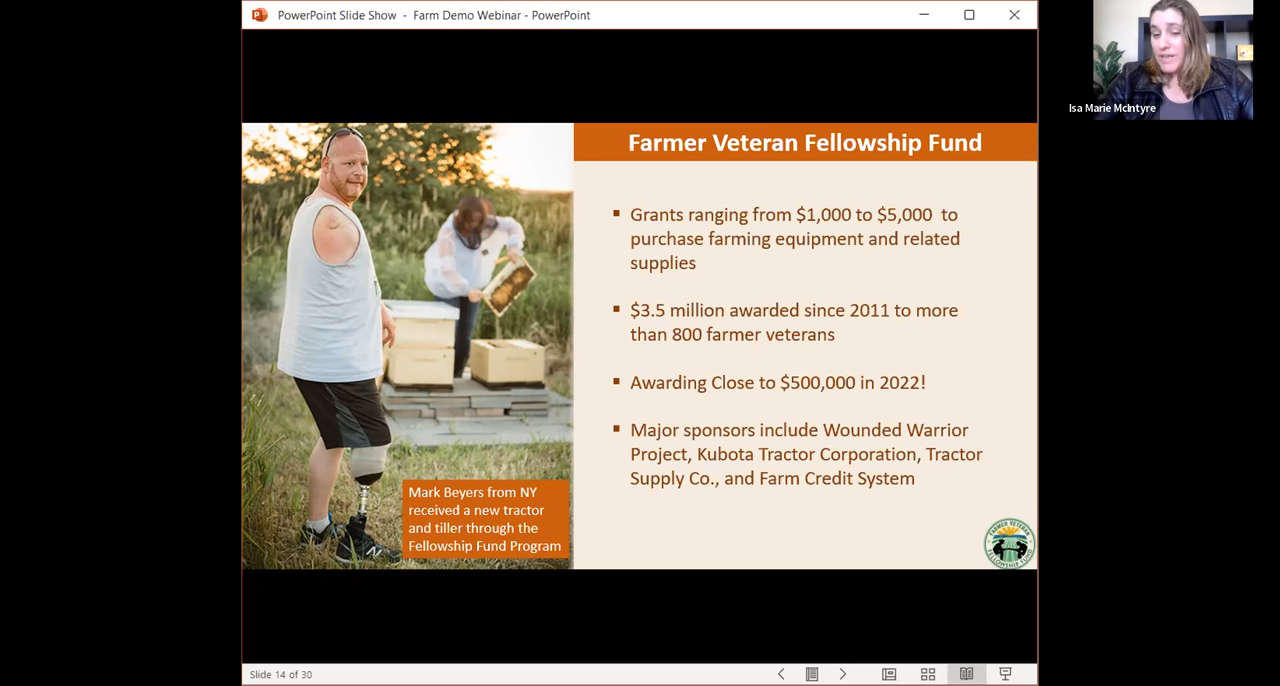 PowerPoint Slide Show - Farm Demo Webinar - PowerPoint
Isa Marie McIntyre
Farmer Veteran Fellowship Fund
▪ Grants ranging from $1,000 to $5,000 to
purchase farming equipment and related
supplies
▪ $3.5 million awarded since 2011 to more
than 800 farmer veterans
▪ Awarding Close to $500,000 in 2022!
▪ Major sponsors include Wounded Warrior
Project, Kubota Tractor Corporation, Tractor
Supply Co., and Farm Credit System
Mark Beyers from NY
received a new tractor
and tiller through the
Fellowship Fund Program
FARMER VETERAN
FELLOWSHIP FUND
Slide 14 of 30